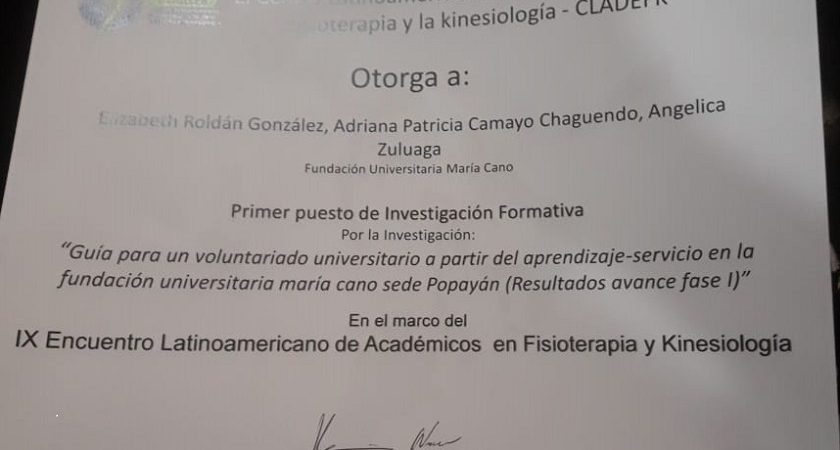 fisioterapia y la kinesiología - CLADEFK
Otorga a:
Elizabeth Roldán González, Adriana Patricia Camayo Chaguendo, Angelica
Zuluaga
Fundación Universitaria María Cano
Primer puesto de Investigación Formativa
Por la Investigación:
“Guía para un voluntariado universitario a partir del aprendizaje-servicio en la
fundación universitaria maría cano sede Popayán (Resultados avance fase I)”
En el marco del
IX Encuentro Latinoamericano de Académicos en Fisioterapia y Kinesiología